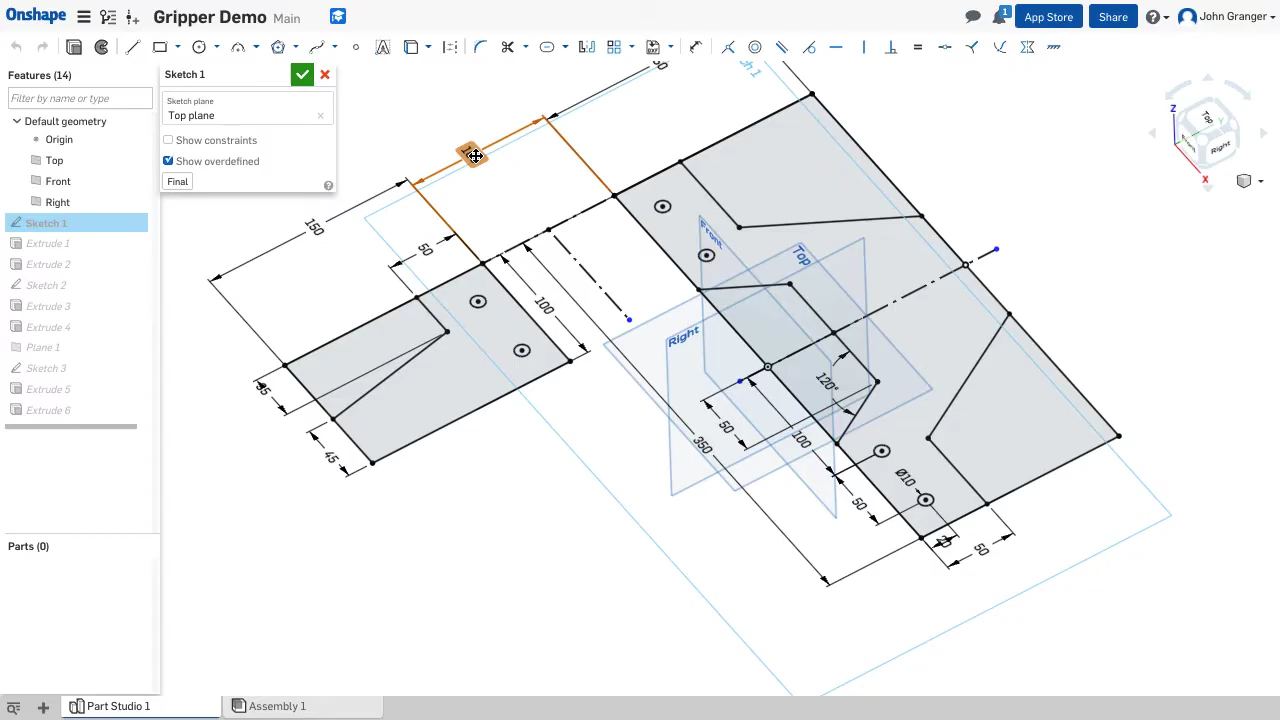 Onshape
Gripper Demo Main
1
App Store
Share
John Granger
Features (14)
Filter by name or type
Default geometry
Origin
Top
Front
Right
Sketch 1
Extrude 1
Extrude 2
Sketch 2
Extrude 3
Extrude 4
Plane 1
Sketch 3
Extrude 5
Extrude 6
Parts (0)
Sketch 1
Sketch plane
Top plane
Show constraints
Show overdefined
Final
150
50
100
45
Front
Top
Right
120°
50
100
350
50
Ø10
20
50
Z
Top
Y
Front
Right
X
Part Studio 1
Assembly 1